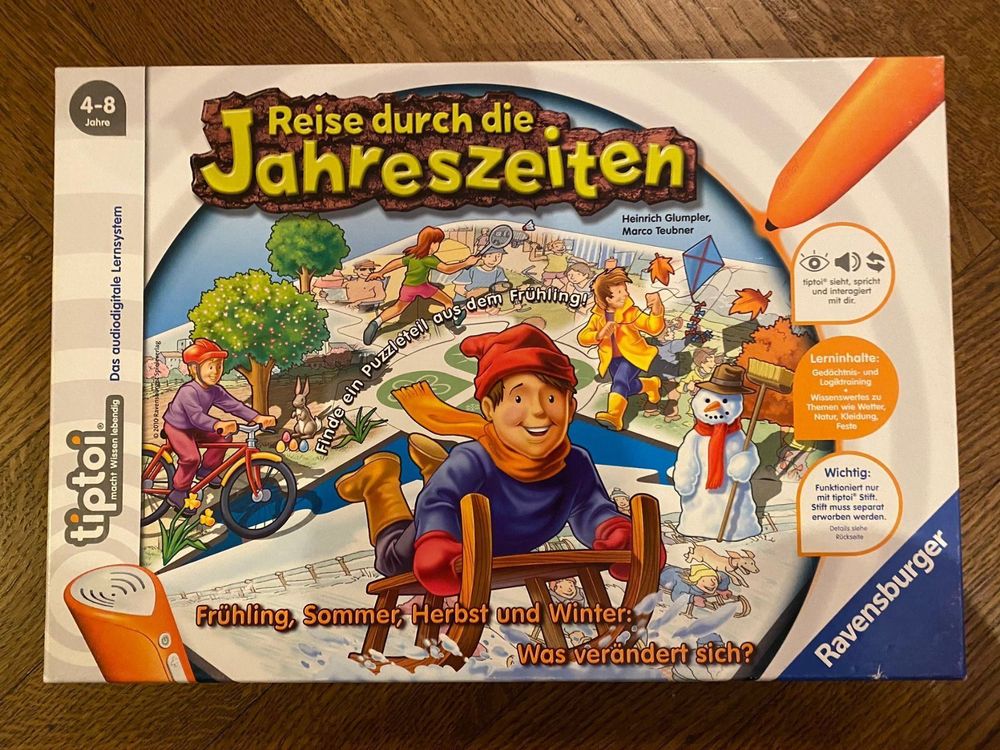 4-8
Jahre
Reise durch die
Jahreszeiten
Heinrich Glumpler,
Marco Teubner
Das audiodigitale Lernsystem
tiptoi®
macht Wissen lebendig
Finde ein Puzzleteil aus dem Frühling!
tiptoi® sieht, spricht
und interagiert
mit dir.
Lerninhalte:
Gedächtnis- und
Logiktraining
+
Wissenswertes zu
Themen wie Wetter,
Natur, Kleidung,
Feste
Wichtig:
Funktioniert nur
mit tiptoi® Stift.
Stift muss separat
erworben werden.
Details siehe
Rückseite
Frühling, Sommer, Herbst und Winter:
Was verändert sich?
Ravensburger